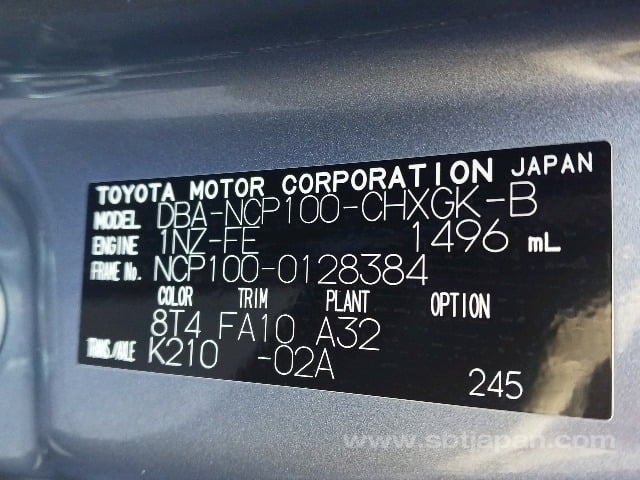 TOYOTA MOTOR CORPORATION JAPAN
MODEL DBA-NCP100-CHXGK-B
ENGINE 1NZ-FE 1496 mL
FRAME No. NCP100-0128384
COLOR TRIM PLANT OPTION
8T4 FA10 A32
TRANS/AXLE K210 -02A
245
www.sbtjapan.com